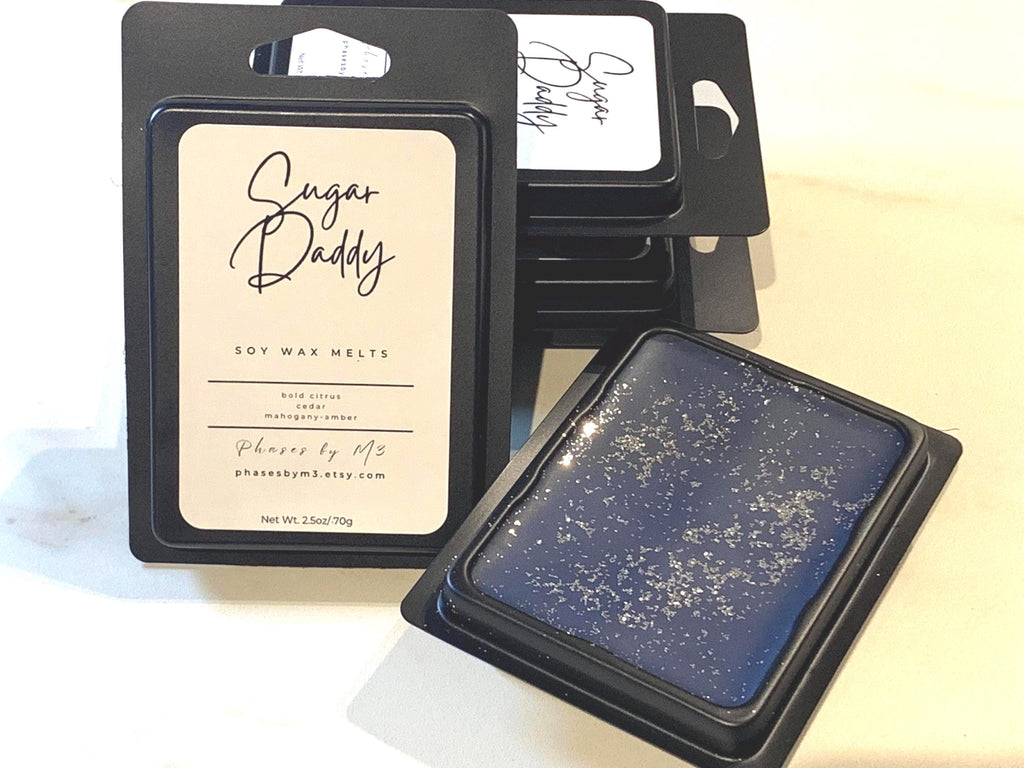 Sugar
Daddy
SOY WAX MELTS
bold citrus
cedar
mahogany-amber
Phases by M3
phasesbym3.etsy.com
Net Wt. 2.5oz/70g
Sugar
Daddy